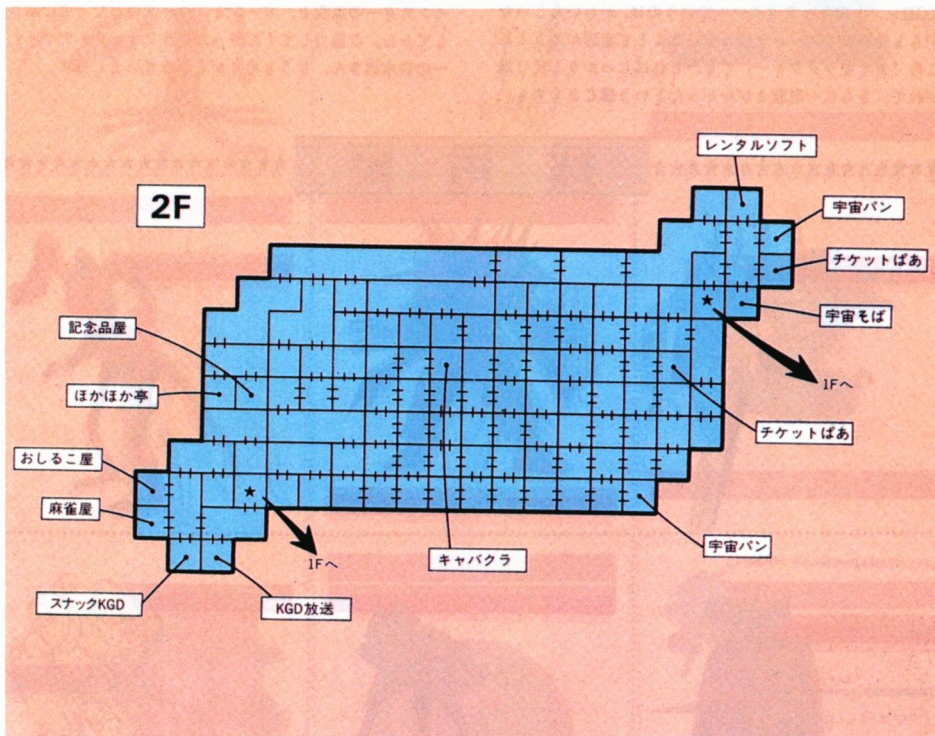 レンタルソフト
2F
宇宙パン
チケットぱあ
宇宙そば
記念品屋
1Fへ
ほかほか亭
チケットぱあ
おしるこ屋
麻雀屋
宇宙パン
キャバクラ
1Fへ
スナックKGD
KGD放送